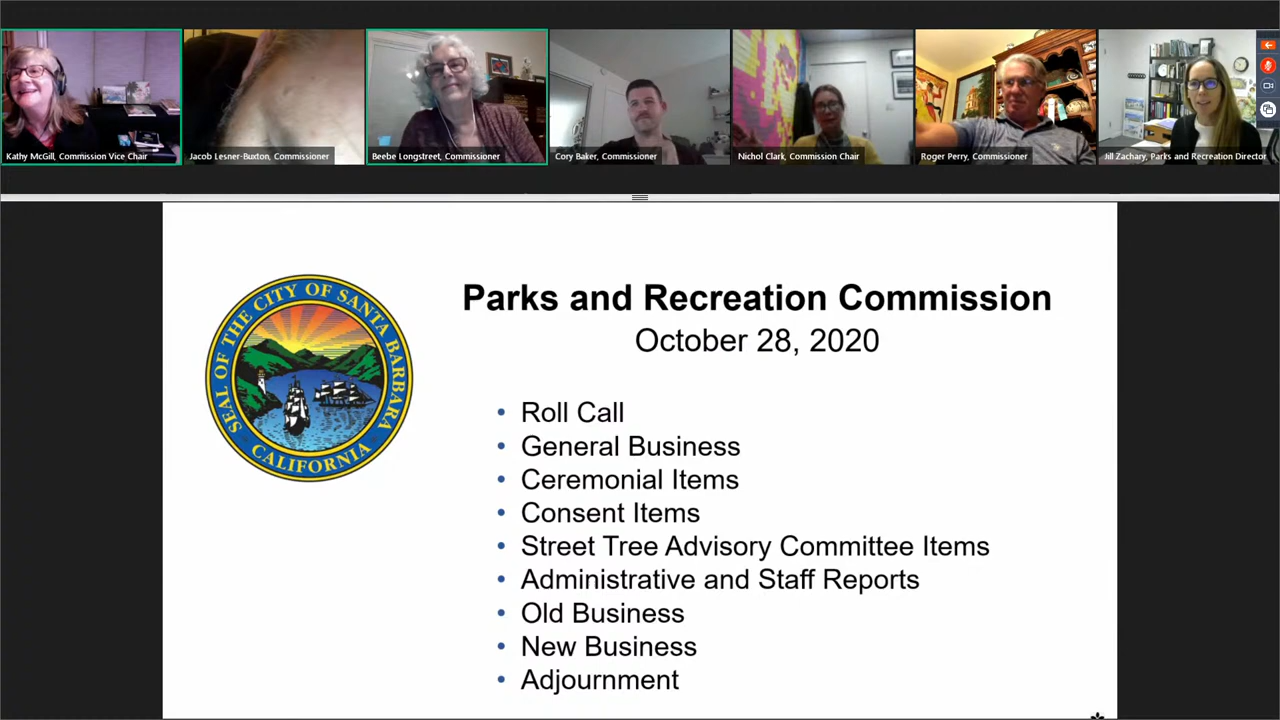 Kathy McGill, Commission Vice Chair
Jacob Lesner-Buxton, Commissioner
Beebe Longstreet, Commissioner
Cory Baker, Commissioner
Nichol Clark, Commission Chair
Roger Perry, Commissioner
Jill Zachary, Parks and Recreation Director
SEAL OF THE CITY OF SANTA BARBARA
CALIFORNIA
Parks and Recreation Commission
October 28, 2020
• Roll Call
• General Business
• Ceremonial Items
• Consent Items
• Street Tree Advisory Committee Items
• Administrative and Staff Reports
• Old Business
• New Business
• Adjournment